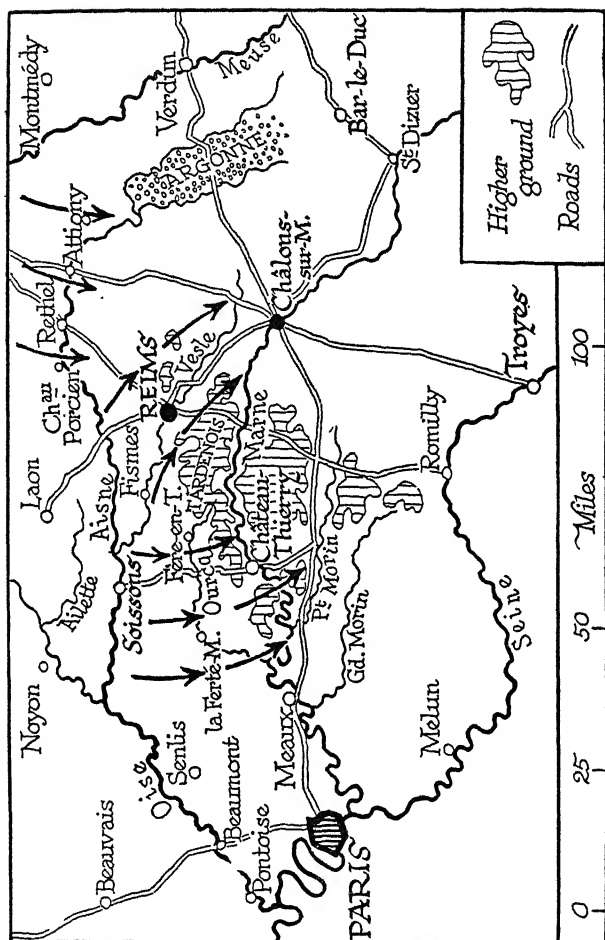 Montmédy
Verdun
Meuse
Bar-le-Duc
St. Dizier
ARGONNE
Attigny
Rethel
Chau
Porcien
REIMS
Vesle
Châlons-
sur-M.
Laon
Aisne
Fismes
Ailette
Soissons
Fère-en-T.
TARDENOIS
Ourcq
Château-
Thierry
Marne
la Ferté-M.
Noyon
Oise
Senlis
Beauvais
Beaumont
Pontoise
Meaux
PARIS
Pt. Morin
Gd. Morin
Melun
Seine
Romilly
Troyes
Higher
ground
Roads
0 25 50 Miles 100